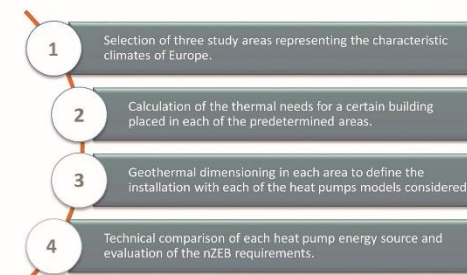 1
Selection of three study areas representing the characteristic
climates of Europe.
2
Calculation of the thermal needs for a certain building
placed in each of the predetermined areas.
3
Geothermal dimensioning in each area to define the
installation with each of the heat pumps models considered
4
Technical comparison of each heat pump energy source and
evaluation of the nZEB requirements.